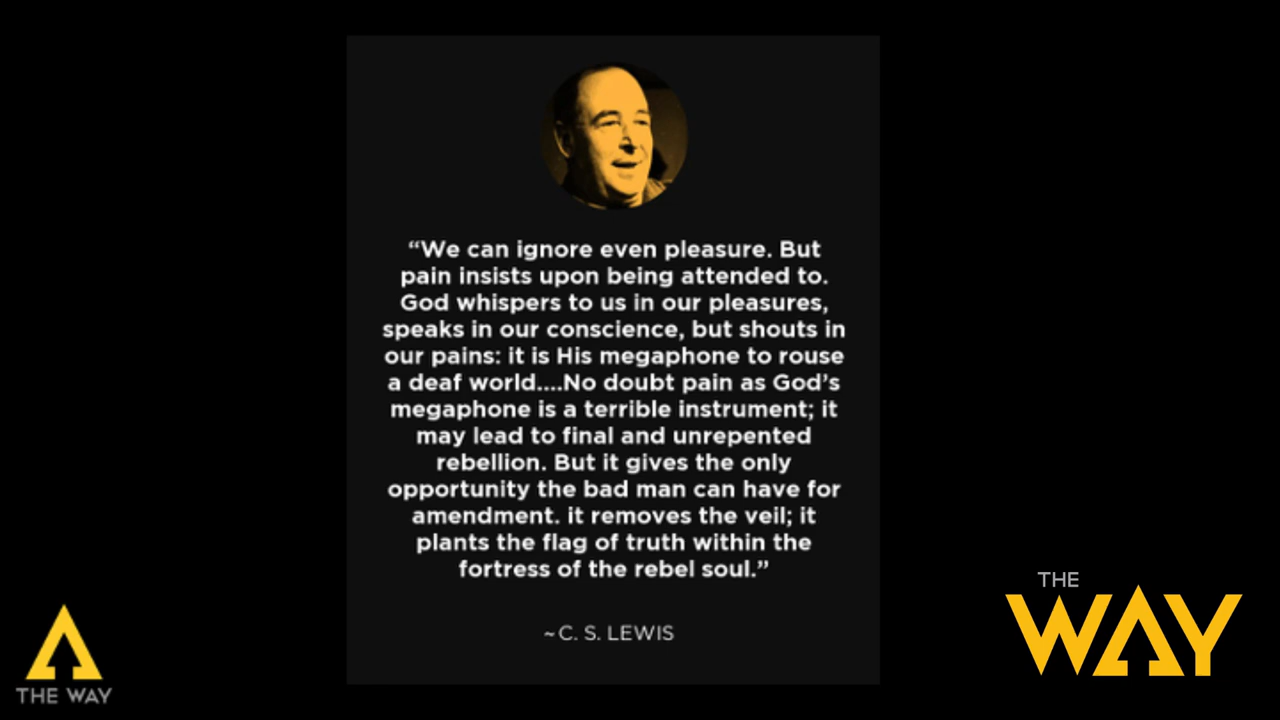 “We can ignore even pleasure. But
pain insists upon being attended to.
God whispers to us in our pleasures,
speaks in our conscience, but shouts in
our pains: it is His megaphone to rouse
a deaf world....No doubt pain as God’s
megaphone is a terrible instrument; it
may lead to final and unrepented
rebellion. But it gives the only
opportunity the bad man can have for
amendment. it removes the veil; it
plants the flag of truth within the
fortress of the rebel soul.”
~C. S. LEWIS
THE WAY
THE
WAY